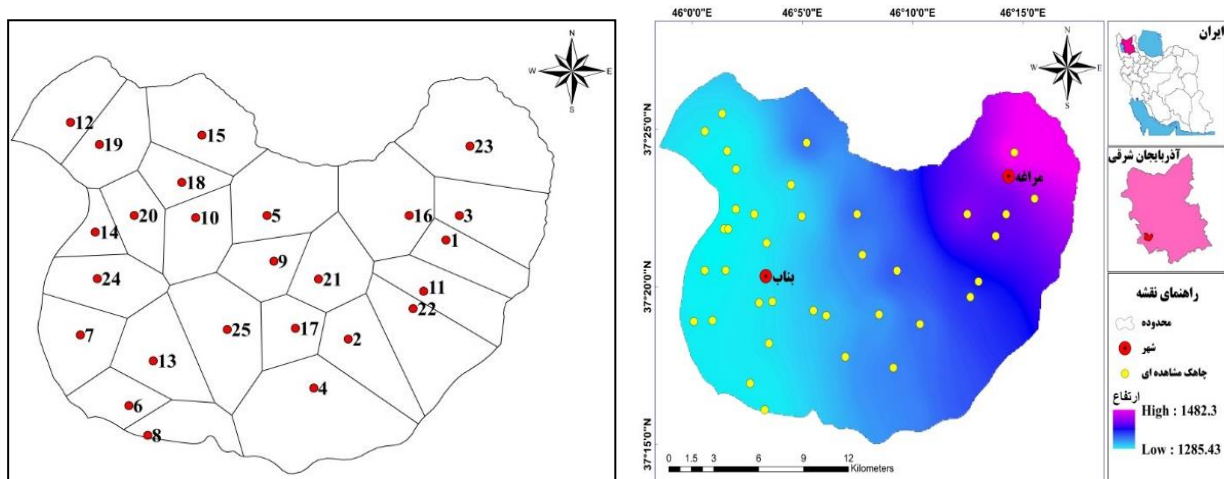 N
W E
S
12
19
15
23
18
20
10
5
16
3
14
1
9
24
21
11
22
7
25
17
2
13
4
6
8
46°0'0"E 46°5'0"E 46°10'0"E 46°15'0"E
37°25'0"N
37°20'0"N
37°15'0"N
N
W E
S
مراغه
بناب
0 1.5 3 6 9 12
Kilometers
ایران
آذربایجان شرقی
راهنمای نقشه
محدوده
شهر
چاهک مشاهده ای
ارتفاع
High : 1482.3
Low : 1285.43